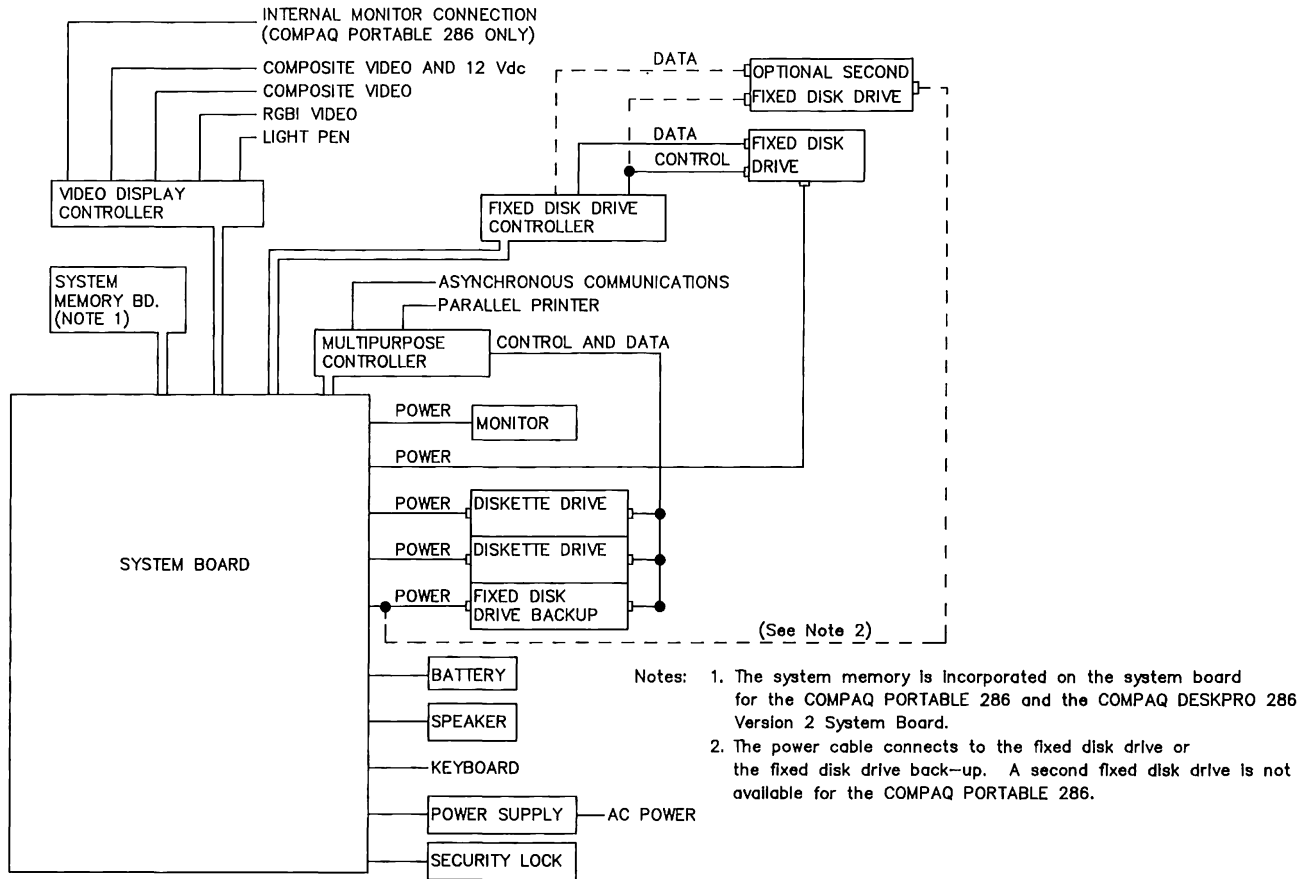 INTERNAL MONITOR CONNECTION
(COMPAQ PORTABLE 286 ONLY)
COMPOSITE VIDEO AND 12 Vdc
COMPOSITE VIDEO
RGBI VIDEO
LIGHT PEN
VIDEO DISPLAY
CONTROLLER
DATA
OPTIONAL SECOND
FIXED DISK DRIVE
DATA
CONTROL
FIXED DISK
DRIVE
FIXED DISK DRIVE
CONTROLLER
SYSTEM
MEMORY BD.
(NOTE 1)
ASYNCHRONOUS COMMUNICATIONS
PARALLEL PRINTER
MULTIPURPOSE
CONTROLLER
CONTROL AND DATA
POWER
MONITOR
POWER
POWER
DISKETTE DRIVE
POWER
DISKETTE DRIVE
SYSTEM BOARD
POWER
FIXED DISK
DRIVE BACKUP
(See Note 2)
BATTERY
SPEAKER
KEYBOARD
POWER SUPPLY
AC POWER
SECURITY LOCK
Notes: 1. The system memory is incorporated on the system board
for the COMPAQ PORTABLE 286 and the COMPAQ DESKPRO 286
Version 2 System Board.
2. The power cable connects to the fixed disk drive or
the fixed disk drive back-up. A second fixed disk drive is not
available for the COMPAQ PORTABLE 286.